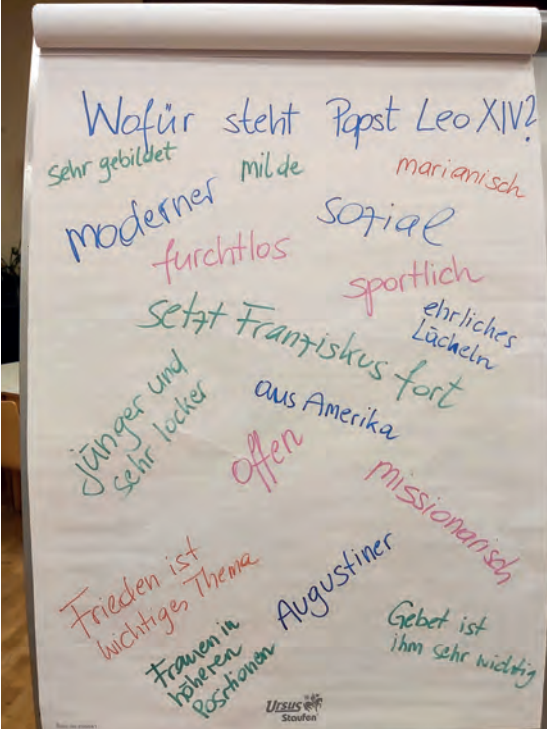 Wofür steht Papst Leo XIV?
sehr gebildet
milde
marianisch
moderner
sozial
furchtlos
sportlich
setzt Franziskus fort
ehrliches
Lächeln
jünger und
sehr locker
aus Amerika
offen
missionarisch
Frieden ist
wichtiges Thema
Augustiner
Frauen in
höheren
Positionen
Gebet ist
ihm sehr wichtig
Ursus
Staufen